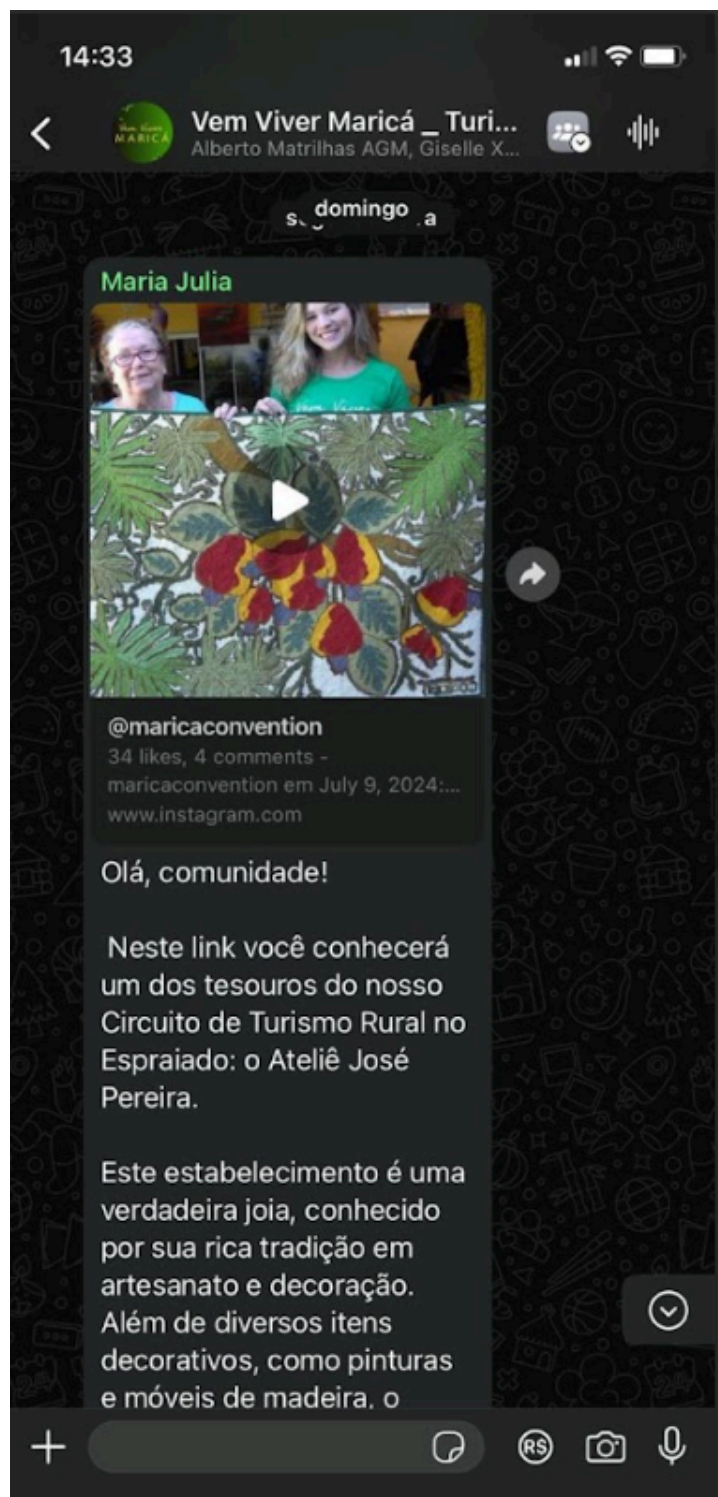 14:33
Vem Viver Maricá _ Turi...
Alberto Matrilhas AGM, Giselle X...
domingo
Maria Julia
Vem Viver
@maricaconvention
34 likes, 4 comments -
maricaconvention em July 9, 2024:...
www.instagram.com
Olá, comunidade!
Neste link você conhecerá
um dos tesouros do nosso
Circuito de Turismo Rural no
Espraiado: o Ateliê José
Pereira.
Este estabelecimento é uma
verdadeira joia, conhecido
por sua rica tradição em
artesanato e decoração.
Além de diversos itens
decorativos, como pinturas
e móveis de madeira, o
R$